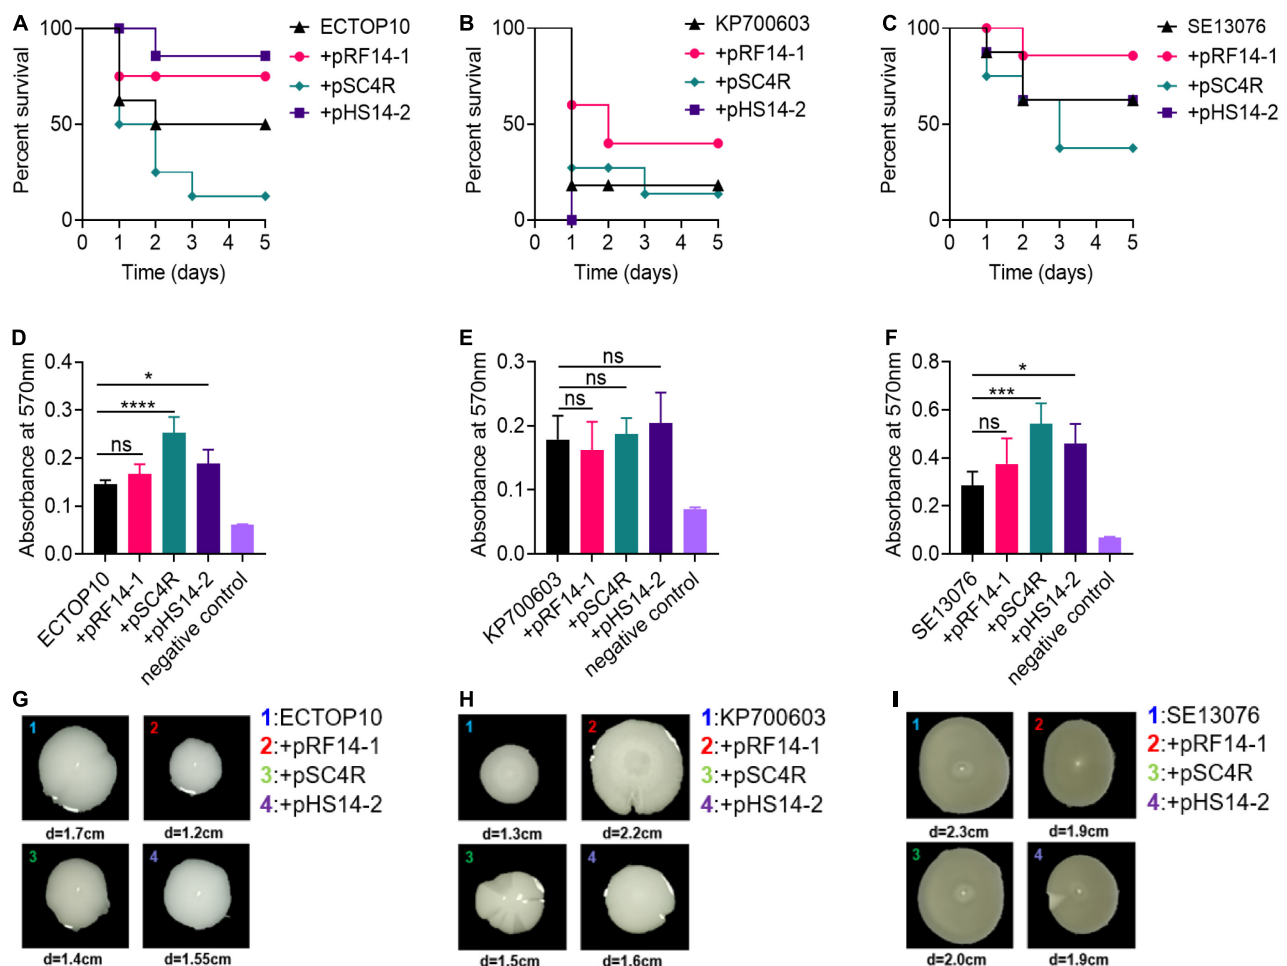 A
Percent survival
100
50
0
0 1 2 3 4 5
Time (days)
ECTOP10
+pRF14-1
+pSC4R
+pHS14-2
B
Percent survival
100
50
0
0 1 2 3 4 5
Time (days)
KP700603
+pRF14-1
+pSC4R
+pHS14-2
C
Percent survival
100
50
0
0 1 2 3 4 5
Time (days)
SE13076
+pRF14-1
+pSC4R
+pHS14-2
D
Absorbance at 570nm
0.4
0.3
0.2
0.1
0.0
*
****
ns
ECTOP10
+pRF14-1
+pSC4R
+pHS14-2
negative control
E
Absorbance at 570nm
0.3
0.2
0.1
0.0
ns
ns
ns
KP700603
+pRF14-1
+pSC4R
+pHS14-2
negative control
F
Absorbance at 570nm
0.8
0.6
0.4
0.2
0.0
*
***
ns
SE13076
+pRF14-1
+pSC4R
+pHS14-2
negative control
G
1
2
d=1.7cm
d=1.2cm
3
4
d=1.4cm
d=1.55cm
1:ECTOP10
2:+pRF14-1
3:+pSC4R
4:+pHS14-2
H
1
2
d=1.3cm
d=2.2cm
3
4
d=1.5cm
d=1.6cm
1:KP700603
2:+pRF14-1
3:+pSC4R
4:+pHS14-2
I
1
2
d=2.3cm
d=1.9cm
3
4
d=2.0cm
d=1.9cm
1:SE13076
2:+pRF14-1
3:+pSC4R
4:+pHS14-2